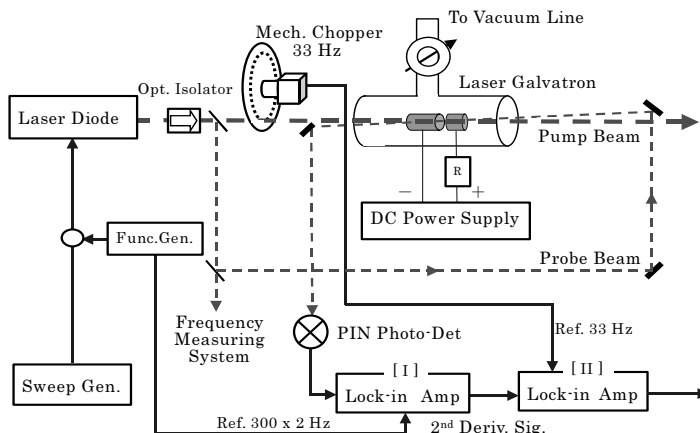 To Vacuum Line
Mech. Chopper
33 Hz
Opt. Isolator
Laser Galvatron
Laser Diode
Pump Beam
R
− +
DC Power Supply
Func.Gen.
Probe Beam
Frequency
Measuring
System
PIN Photo-Det
Ref. 33 Hz
Sweep Gen.
[ I ]
Lock-in Amp
[ II ]
Lock-in Amp
Ref. 300 x 2 Hz
2nd Deriv. Sig.